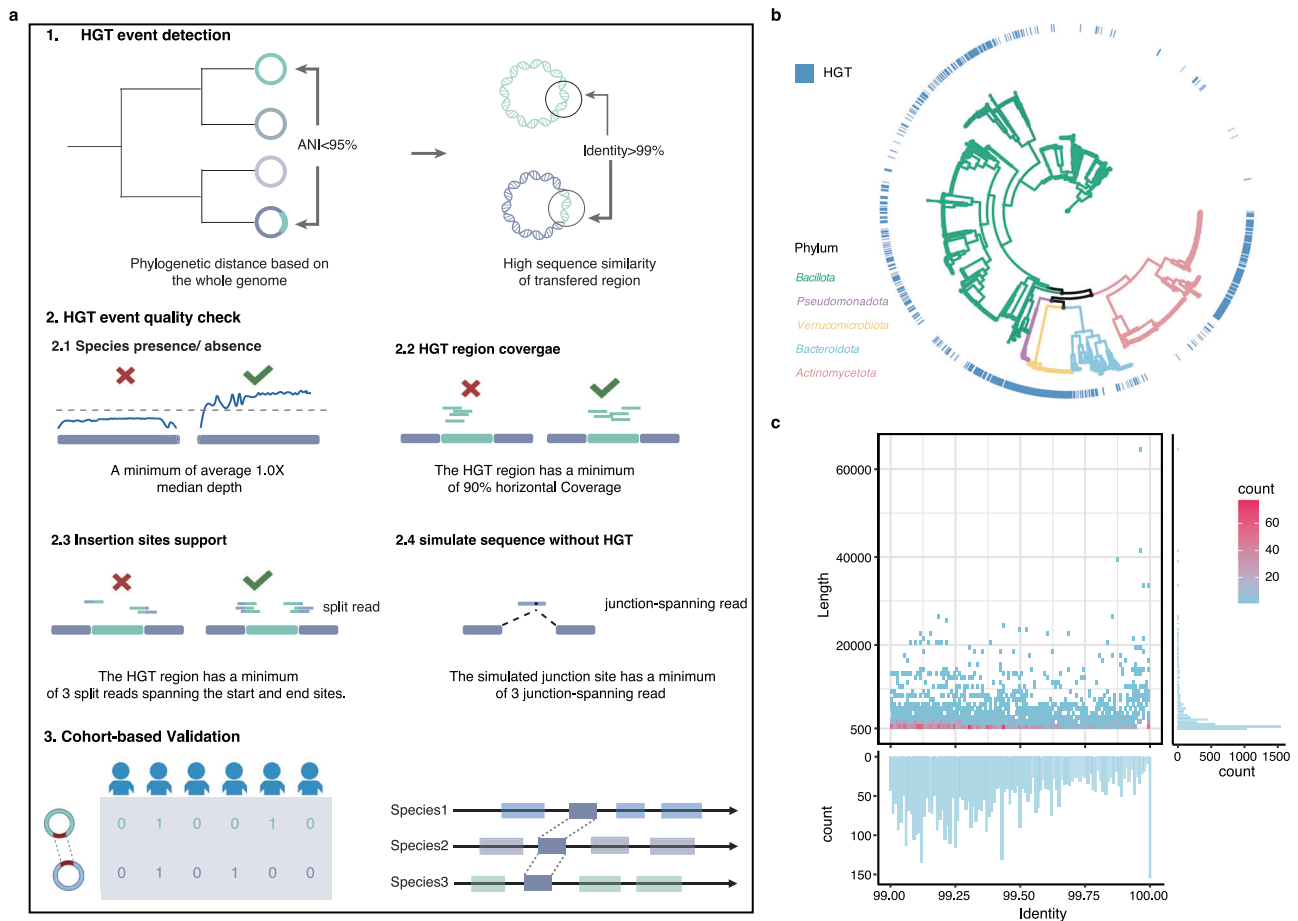 a
1. HGT event detection
ANI<95%
Identity>99%
Phylogenetic distance based on
the whole genome
High sequence similarity
of transfered region
2. HGT event quality check
2.1 Species presence/ absence
2.2 HGT region covergae
A minimum of average 1.0X
median depth
The HGT region has a minimum
of 90% horizontal Coverage
2.3 Insertion sites support
2.4 simulate sequence without HGT
split read
junction-spanning read
The HGT region has a minimum
of 3 split reads spanning the start and end sites.
The simulated junction site has a minimum
of 3 junction-spanning read
3. Cohort-based Validation
0 1 0 0 1 0
0 1 0 1 0 0
Species1
Species2
Species3
b
HGT
Phylum
Bacillota
Pseudomonadota
Verrucomicrobiota
Bacteroidota
Actinomycetota
c
60000
40000
20000
500
Length
count
60
40
20
0 500 1000 1500
count
0
50
100
150
count
99.00 99.25 99.50 99.75 100.00
Identity